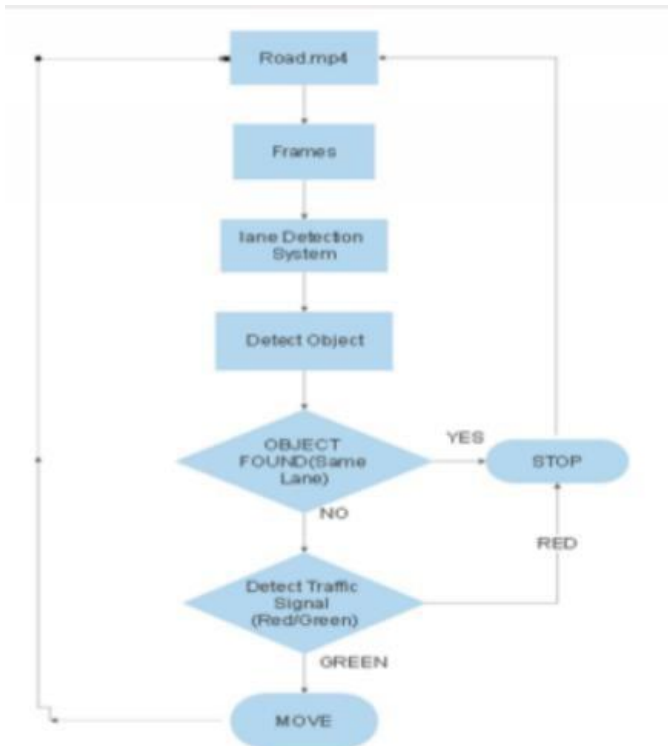 Road.mp4
Frames
lane Detection
System
Detect Object
OBJECT
FOUND(Same
Lane)
YES
STOP
NO
RED
Detect Traffic
Signal
(Red/Green)
GREEN
MOVE